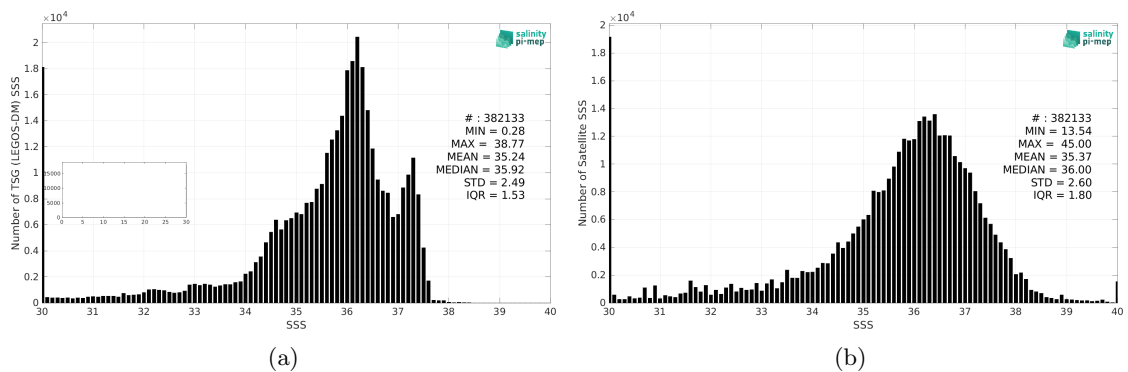 ×10⁴
2
1.8
1.6
1.4
1.2
1
0.8
0.6
0.4
0.2
0
Number of TSG (LEGOS-DM) SSS
salinity
pi-mep
# : 382133
MIN = 0.28
MAX = 38.77
MEAN = 35.24
MEDIAN = 35.92
STD = 2.49
IQR = 1.53
15000
10000
5000
0
0 5 10 15 20 25 30
30 31 32 33 34 35 36 37 38 39 40
SSS
(a)
×10⁴
2
1.8
1.6
1.4
1.2
1
0.8
0.6
0.4
0.2
0
Number of Satellite SSS
salinity
pi-mep
# : 382133
MIN = 13.54
MAX = 45.00
MEAN = 35.37
MEDIAN = 36.00
STD = 2.60
IQR = 1.80
30 31 32 33 34 35 36 37 38 39 40
SSS
(b)